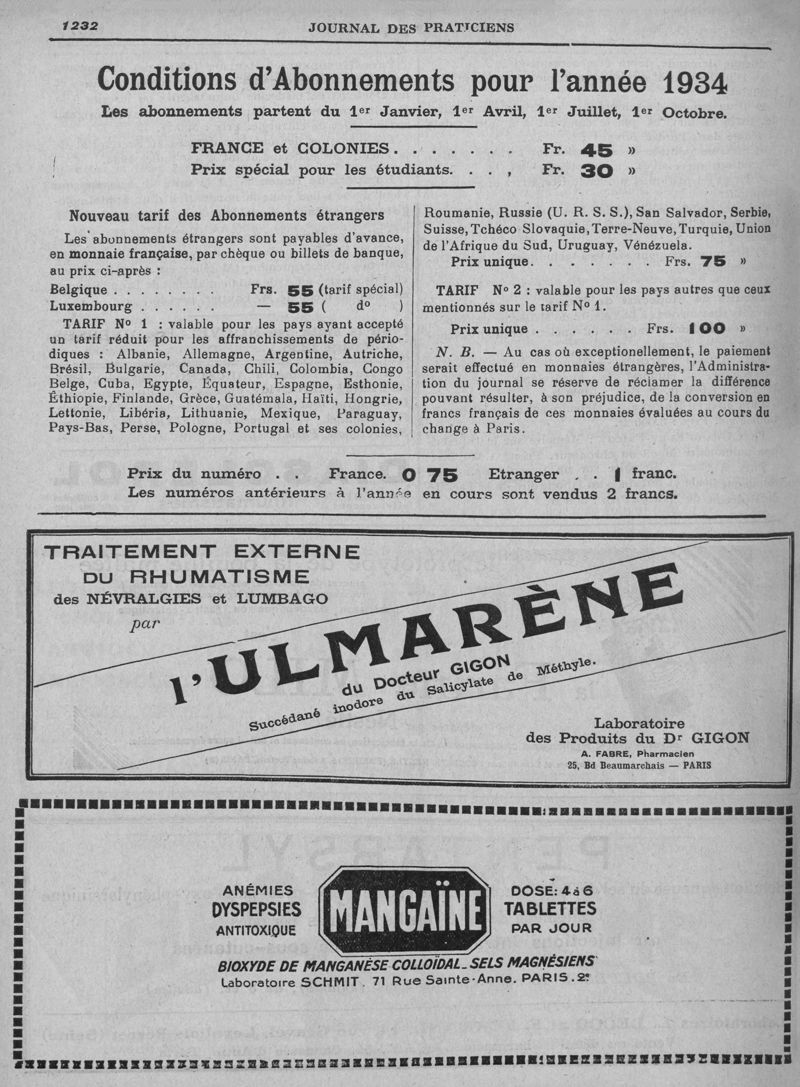 1232
JOURNAL DES PRATICIENS
Conditions d'Abonnements pour l'année 1934
Les abonnements partent du 1er Janvier, 1er Avril, 1er Juillet, 1er Octobre.
FRANCE et COLONIES . . . . . . . Fr. 45 »
Prix spécial pour les étudiants. . . , Fr. 30 »
Nouveau tarif des Abonnements étrangers
Les abonnements étrangers sont payables d'avance,
en monnaie française, par chèque ou billets de banque,
au prix ci-après :
Belgique . . . . . . . . Frs. 55 (tarif spécial)
Luxembourg . . . . . . — 55 ( do )
TARIF No 1 : valable pour les pays ayant accepté
un tarif réduit pour les affranchissements de pério-
diques : Albanie, Allemagne, Argentine, Autriche,
Brésil, Bulgarie, Canada, Chili, Colombia, Congo
Belge, Cuba, Egypte, Équateur, Espagne, Esthonie,
Éthiopie, Finlande, Grèce, Guatémala, Haïti, Hongrie,
Lettonie, Libéria, Lithuanie, Mexique, Paraguay,
Pays-Bas, Perse, Pologne, Portugal et ses colonies,
Roumanie, Russie (U. R. S. S.), San Salvador, Serbie,
Suisse, Tchéco Slovaquie, Terre-Neuve, Turquie, Union
de l'Afrique du Sud, Uruguay, Vénézuela.
Prix unique. . . . . . . . Frs. 75 »
TARIF No 2 : valable pour les pays autres que ceux
mentionnés sur le tarif No 1.
Prix unique . . . . . . Frs. 100 »
N. B. — Au cas où exceptionellement, le paiement
serait effectué en monnaies étrangères, l'Administra-
tion du journal se réserve de réclamer la différence
pouvant résulter, à son préjudice, de la conversion en
francs français de ces monnaies évaluées au cours du
change à Paris.
Prix du numéro . . France. 0 75 Etranger . . 1 franc.
Les numéros antérieurs à l'année en cours sont vendus 2 francs.
TRAITEMENT EXTERNE
DU RHUMATISME
des NÉVRALGIES et LUMBAGO
par
l'ULMARÈNE
du Docteur GIGON
Succédané inodore du Salicylate de Méthyle.
Laboratoire
des Produits du Dr GIGON
A. FABRE, Pharmacien
25, Bd Beaumarchais — PARIS
ANÉMIES
DYSPEPSIES
ANTITOXIQUE
MANGAÏNE
DOSE: 4 à 6
TABLETTES
PAR JOUR
BIOXYDE DE MANGANÈSE COLLOÏDAL_SELS MAGNÉSIENS
Laboratoire SCHMIT. 71 Rue Sainte-Anne. PARIS.2e